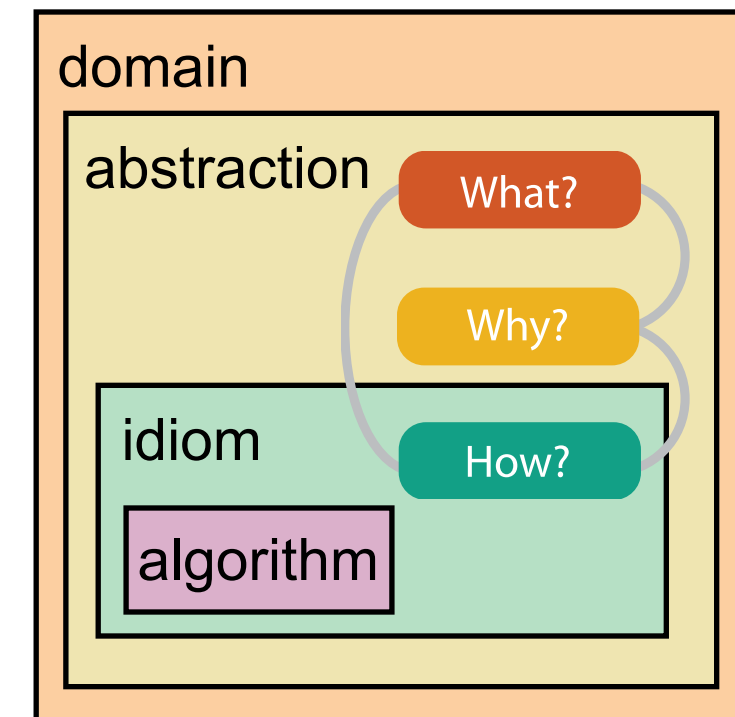 domain
abstraction
What?
Why?
idiom
How?
algorithm